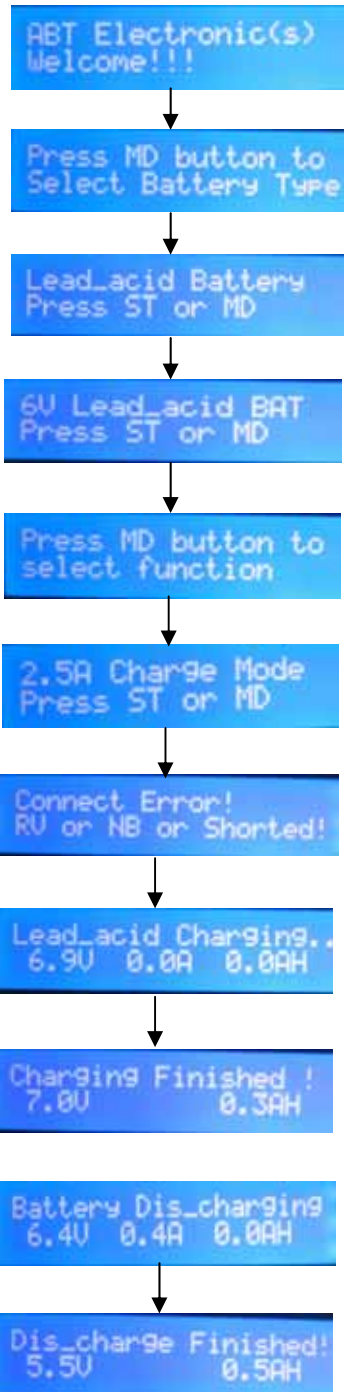 ABT Electronic(s)
Welcome!!!
Press MD button to
Select Battery Type
Lead_acid Battery
Press ST or MD
6V Lead_acid BAT
Press ST or MD
Press MD button to
select function
2.5A Charge Mode
Press ST or MD
Connect Error!
RV or NB or Shorted!
Lead_acid Charging..
6.9V 0.0A 0.0AH
Charging Finished !
7.0V 0.3AH
Battery Dis_charging
6.4V 0.4A 0.0AH
Dis_charge Finished!
5.5V 0.5AH